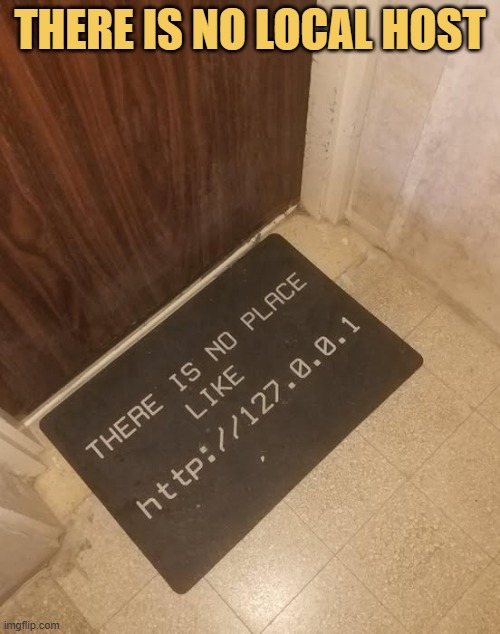 THERE IS NO LOCAL HOST
THERE IS NO PLACE
LIKE
http://127.0.0.1
imgflip.com